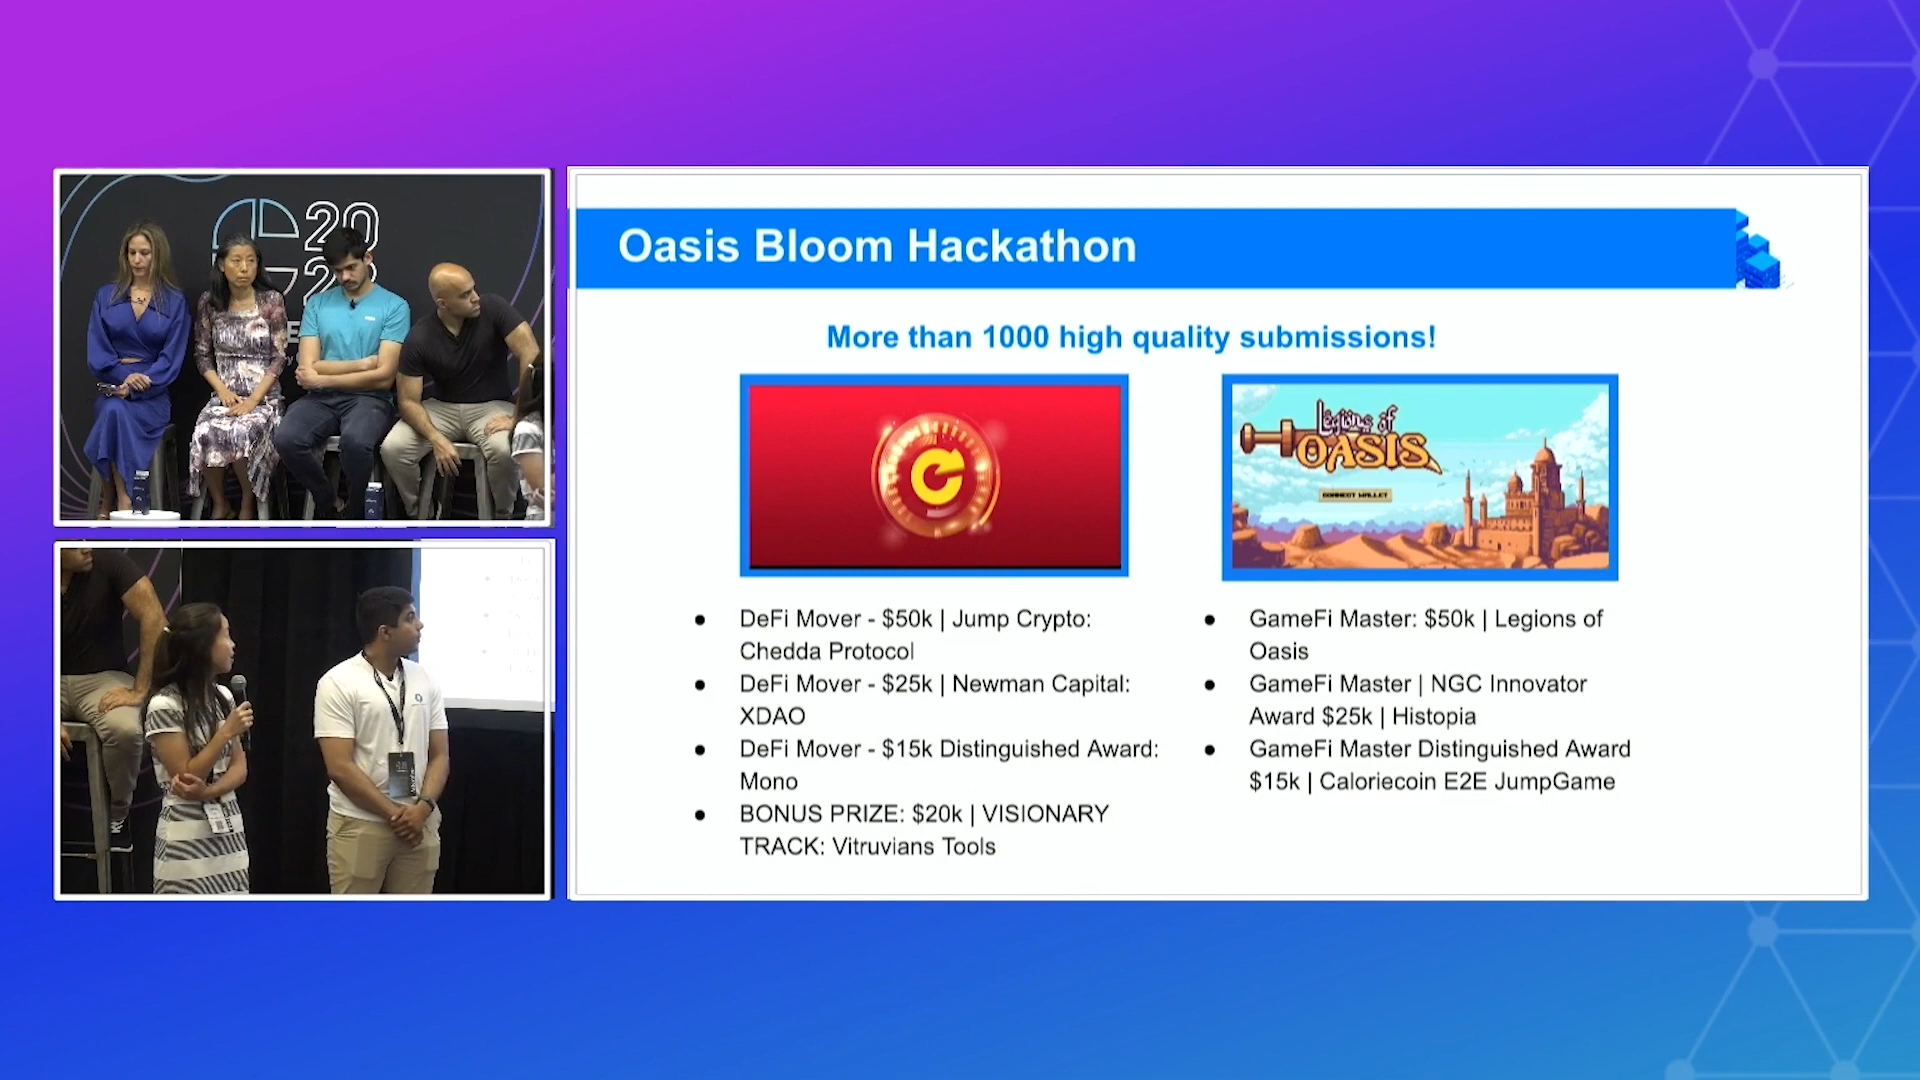 20
Oasis Bloom Hackathon
More than 1000 high quality submissions!
Legions of
OASIS
CONNECT WALLET
● DeFi Mover - $50k | Jump Crypto:
Chedda Protocol
● DeFi Mover - $25k | Newman Capital:
XDAO
● DeFi Mover - $15k Distinguished Award:
Mono
● BONUS PRIZE: $20k | VISIONARY
TRACK: Vitruvians Tools
● GameFi Master: $50k | Legions of
Oasis
● GameFi Master | NGC Innovator
Award $25k | Histopia
● GameFi Master Distinguished Award
$15k | Caloriecoin E2E JumpGame